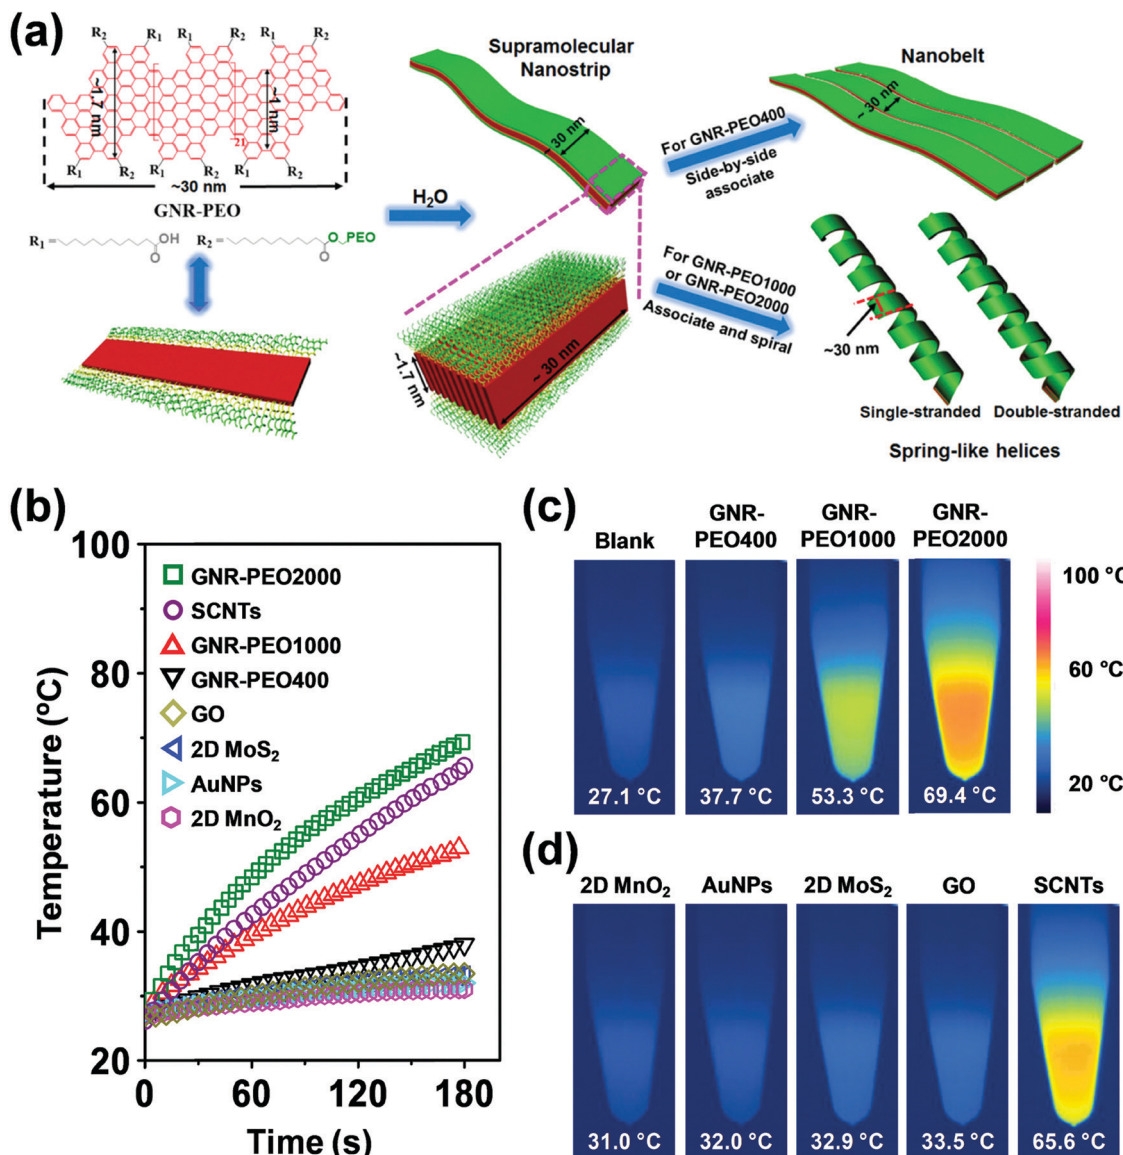 (a)
R₂ R₁ R₁ R₂ R₁ R₂
~1.7 nm
~1 nm
21
R₁ R₂ R₁ R₂ R₁ R₂
~30 nm
GNR-PEO
R₁ = OH O
R₂ = O PEO O
H₂O
Supramolecular
Nanostrip
~ 30 nm
~1.7 nm
~ 30 nm
For GNR-PEO400
Side-by-side
associate
Nanobelt
~ 30 nm
For GNR-PEO1000
or GNR-PEO2000
Associate and spiral
~30 nm
Single-stranded Double-stranded
Spring-like helices
(b)
Temperature (ºC)
100
80
60
40
20
GNR-PEO2000
SCNTs
GNR-PEO1000
GNR-PEO400
GO
2D MoS₂
AuNPs
2D MnO₂
0 60 120 180
Time (s)
(c)
Blank
GNR-
PEO400
GNR-
PEO1000
GNR-
PEO2000
27.1 °C 37.7 °C 53.3 °C 69.4 °C
100 °C
60 °C
20 °C
(d)
2D MnO₂ AuNPs 2D MoS₂ GO SCNTs
31.0 °C 32.0 °C 32.9 °C 33.5 °C 65.6 °C